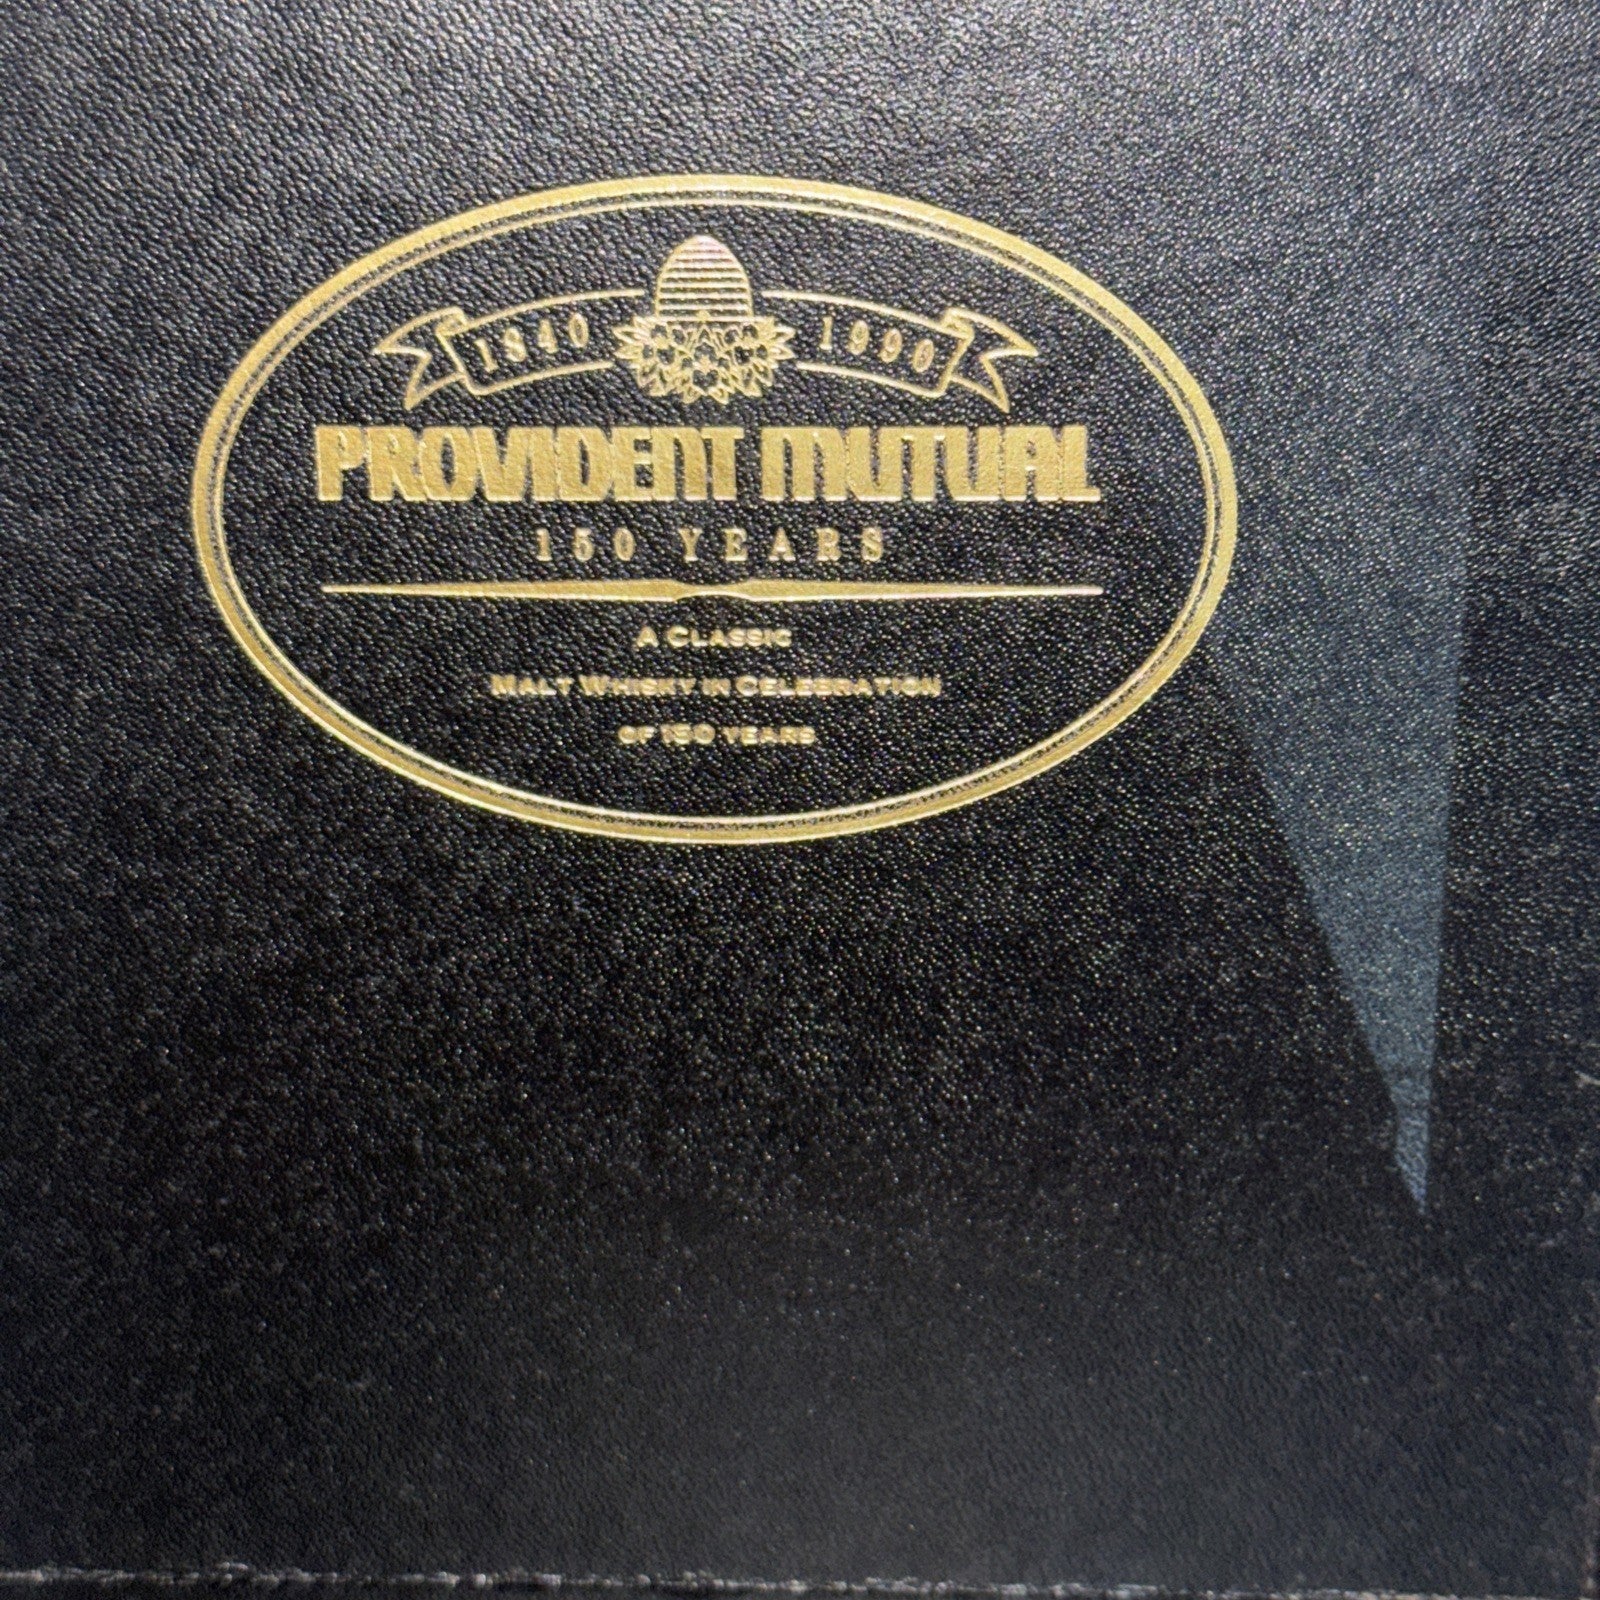 1840 1990
PROVIDENT MUTUAL
150 YEARS
A CLASSIC
MALT WHISKY IN CELEBRATION
OF 150 YEARS